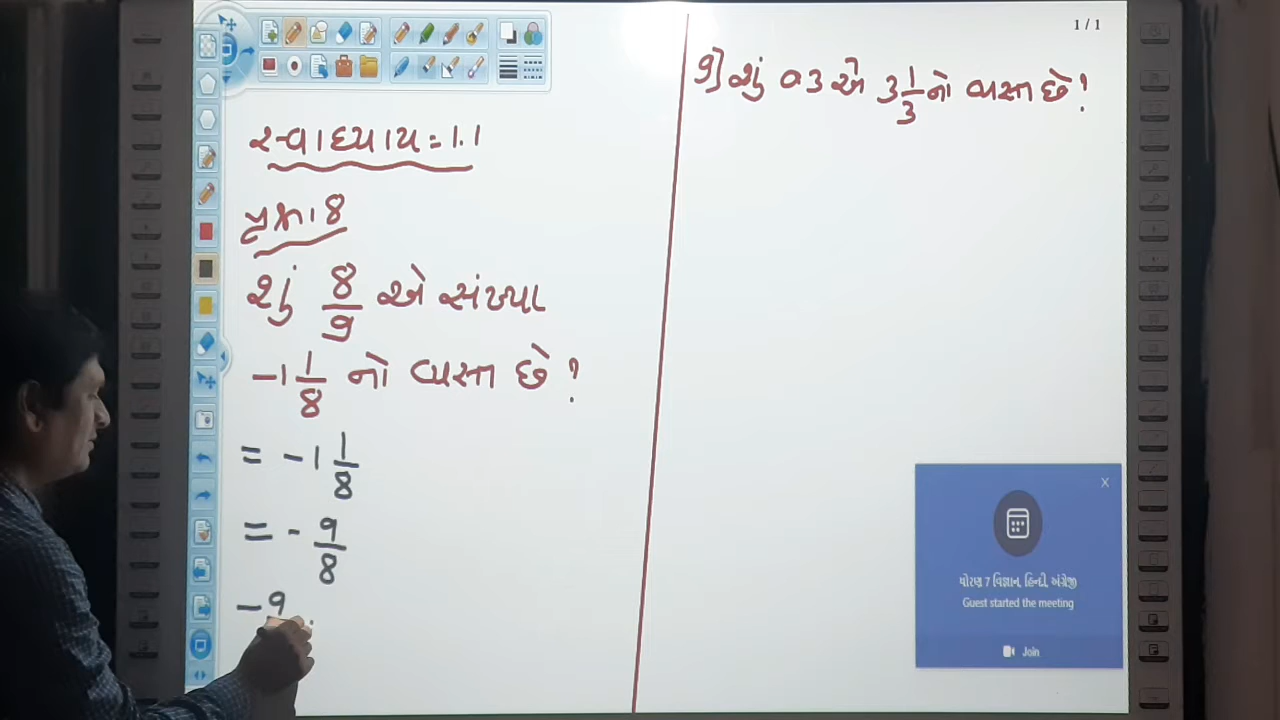 સ્વાધ્યાય = 1.1
પ્રશ્ન. 8
શું 8/9 એ સંખ્યા
-1 1/8 નો વ્યસ્ત છે?
= -1 1/8
= - 9/8
- 9
9] શું 0.3 એ 3 1/3 નો વ્યસ્ત છે?
1 / 1
X
ધોરણ 7 વિજ્ઞાન, હિન્દી, અંગ્રેજી
Guest started the meeting
Join